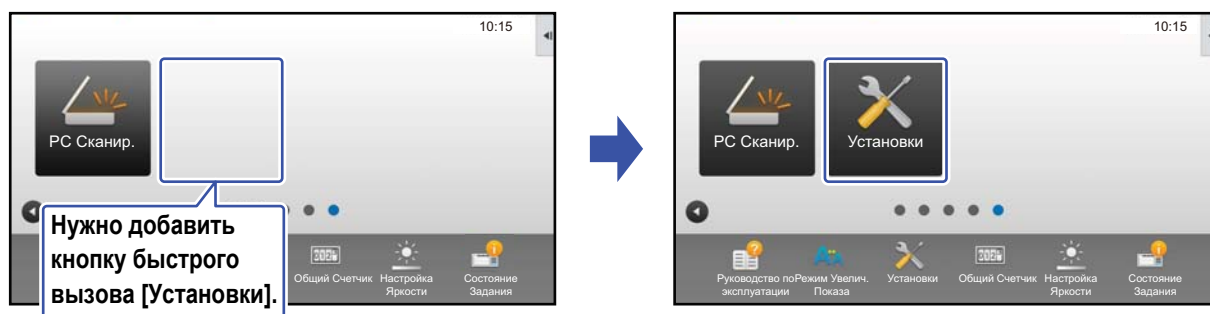 10:15
PC Сканир.
Нужно добавить
кнопку быстрого
вызова [Установки].
Общий Счетчик
Настройка
Яркости
Состояние
Задания
10:15
PC Сканир.
Установки
Руководство по
эксплуатации
Режим Увелич.
Показа
Установки
Общий Счетчик
Настройка
Яркости
Состояние
Задания